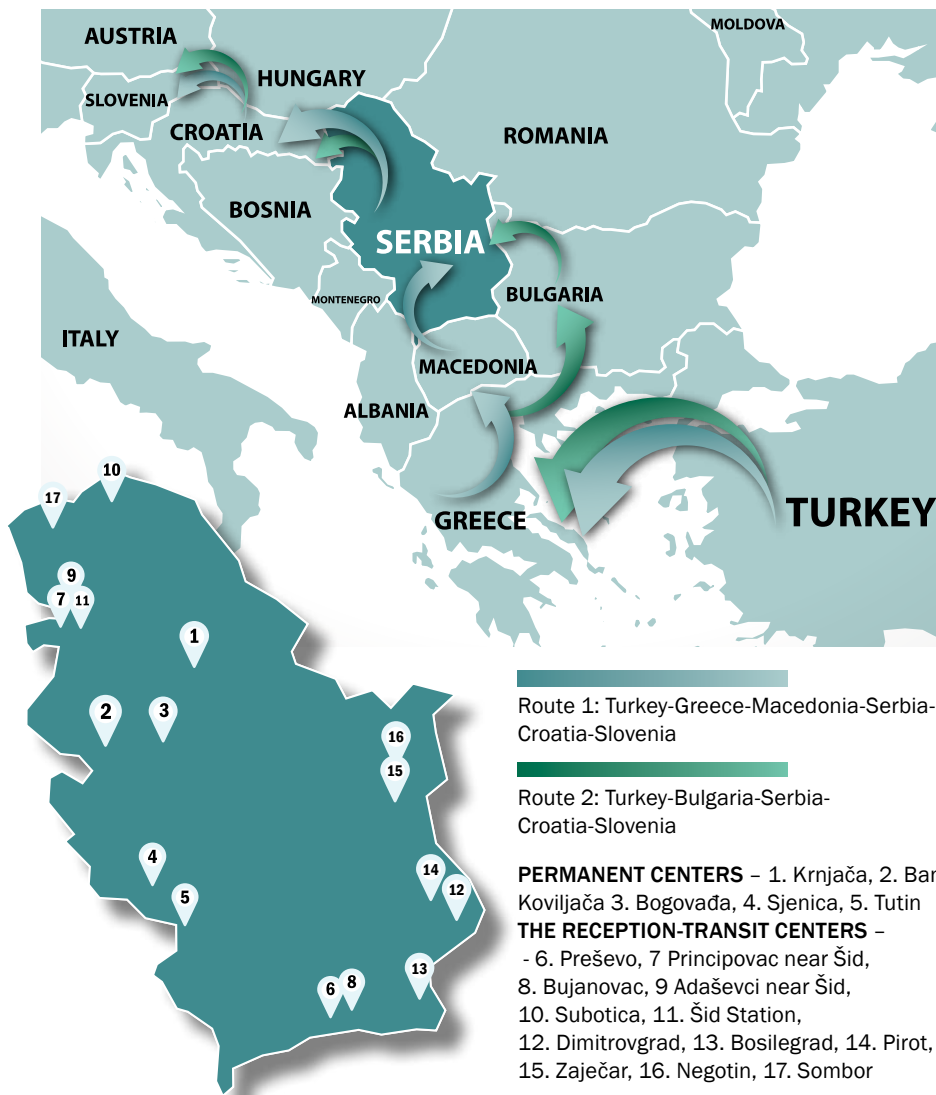 MOLDOVA
AUSTRIA
HUNGARY
SLOVENIA
CROATIA
ROMANIA
BOSNIA
SERBIA
MONTENEGRO
BULGARIA
ITALY
MACEDONIA
ALBANIA
GREECE
TURKEY
10
17
9
7
11
1
2
3
16
15
4
14
5
12
13
6
8
Route 1: Turkey-Greece-Macedonia-Serbia-
Croatia-Slovenia
Route 2: Turkey-Bulgaria-Serbia-
Croatia-Slovenia
PERMANENT CENTERS – 1. Krnjača, 2. Ban
Koviljača 3. Bogovađa, 4. Sjenica, 5. Tutin
THE RECEPTION-TRANSIT CENTERS –
- 6. Preševo, 7 Principovac near Šid,
8. Bujanovac, 9 Adaševci near Šid,
10. Subotica, 11. Šid Station,
12. Dimitrovgrad, 13. Bosilegrad, 14. Pirot,
15. Zaječar, 16. Negotin, 17. Sombor